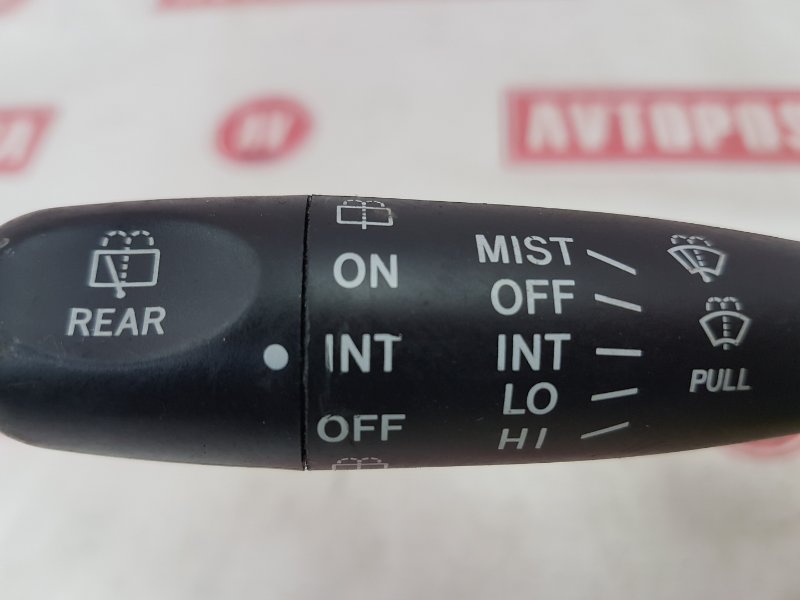 AVTOPOS
REAR
ON
INT
OFF
MIST
OFF
INT
LO
HI
PULL